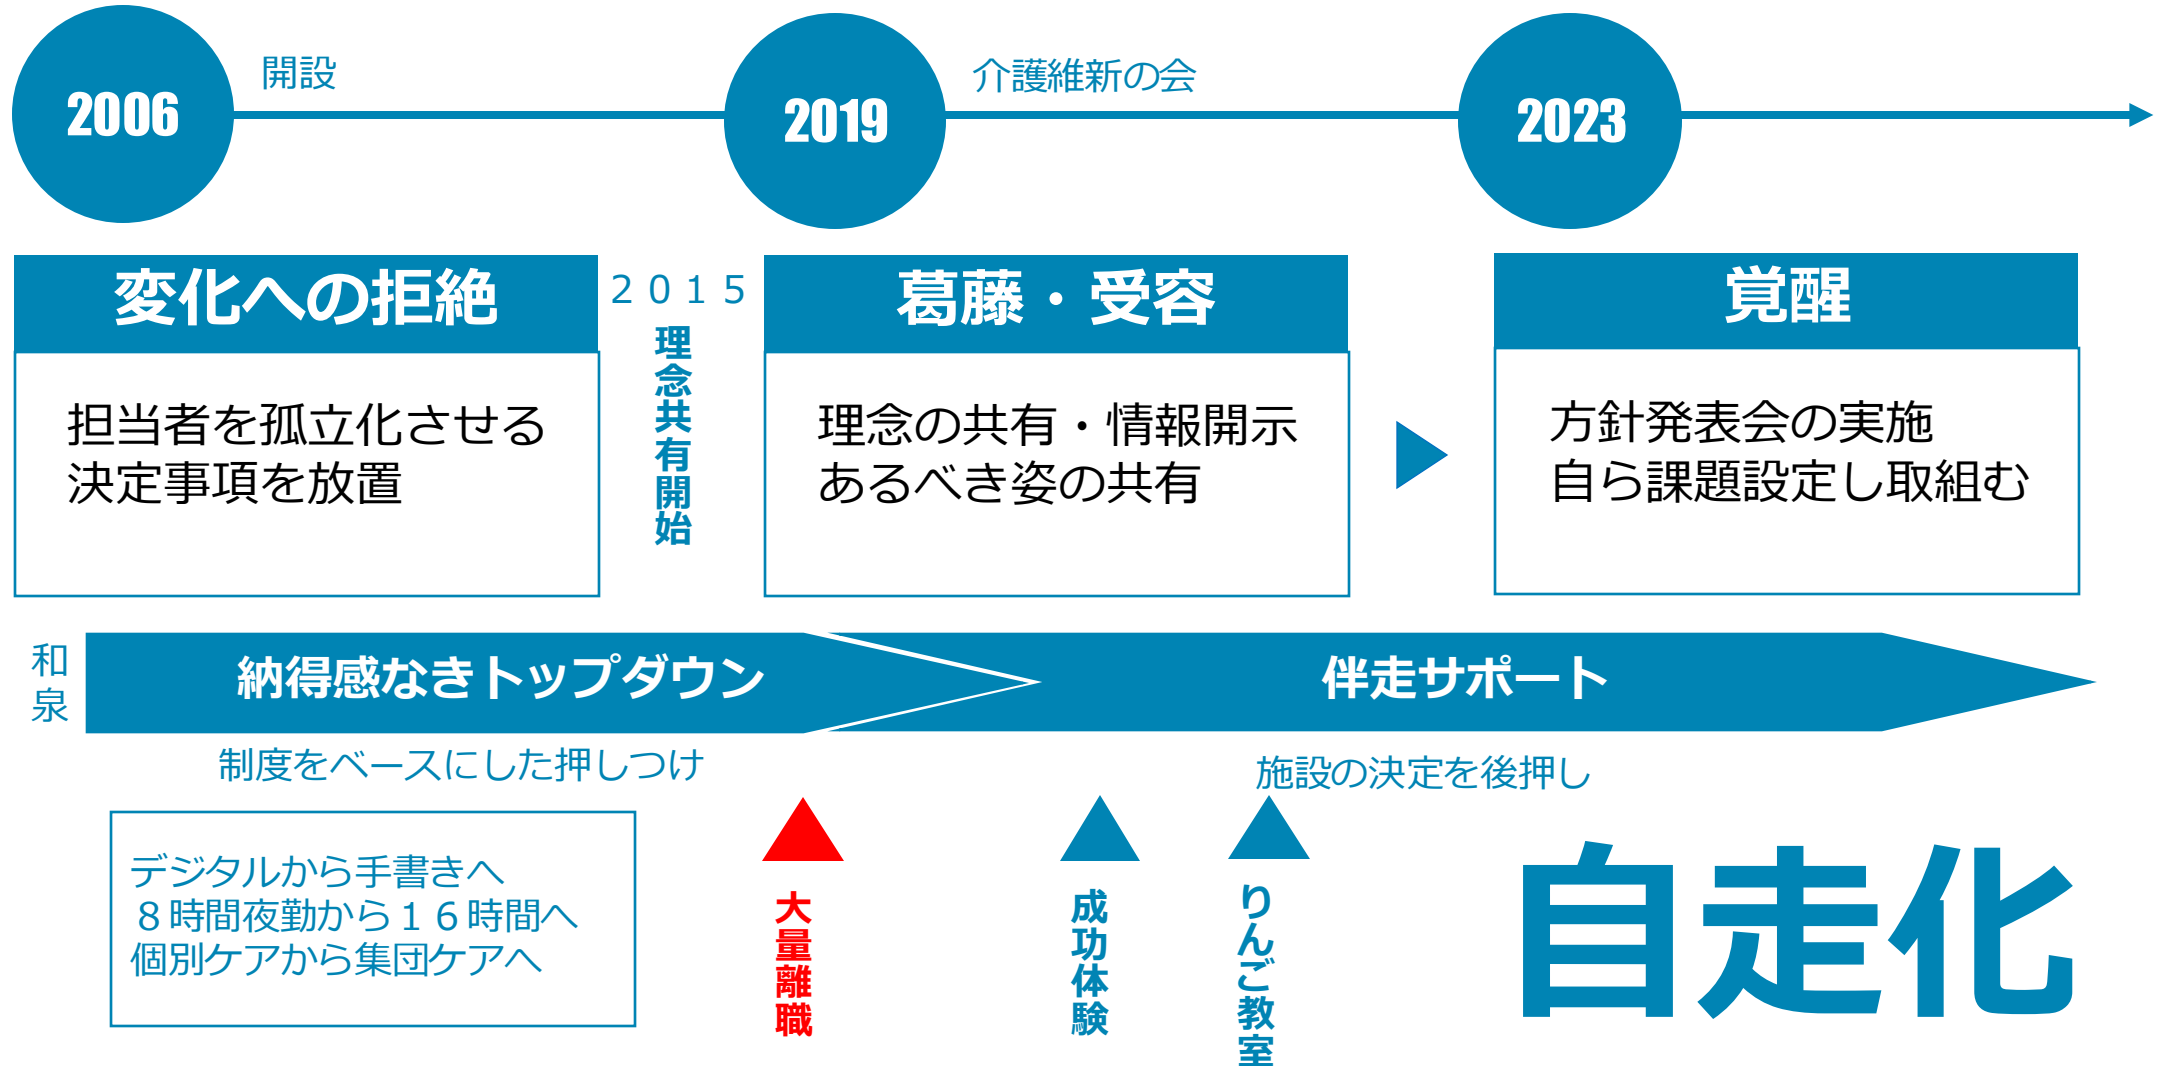 2006
開設
2019
介護維新の会
2023
変化への拒絶
担当者を孤立化させる
決定事項を放置
２０１５
理念共有開始
葛藤・受容
理念の共有・情報開示
あるべき姿の共有
覚醒
方針発表会の実施
自ら課題設定し取組む
和泉
納得感なきトップダウン
伴走サポート
制度をベースにした押しつけ
施設の決定を後押し
デジタルから手書きへ
８時間夜勤から１６時間へ
個別ケアから集団ケアへ
大量離職
成功体験
りんご教室
自走化